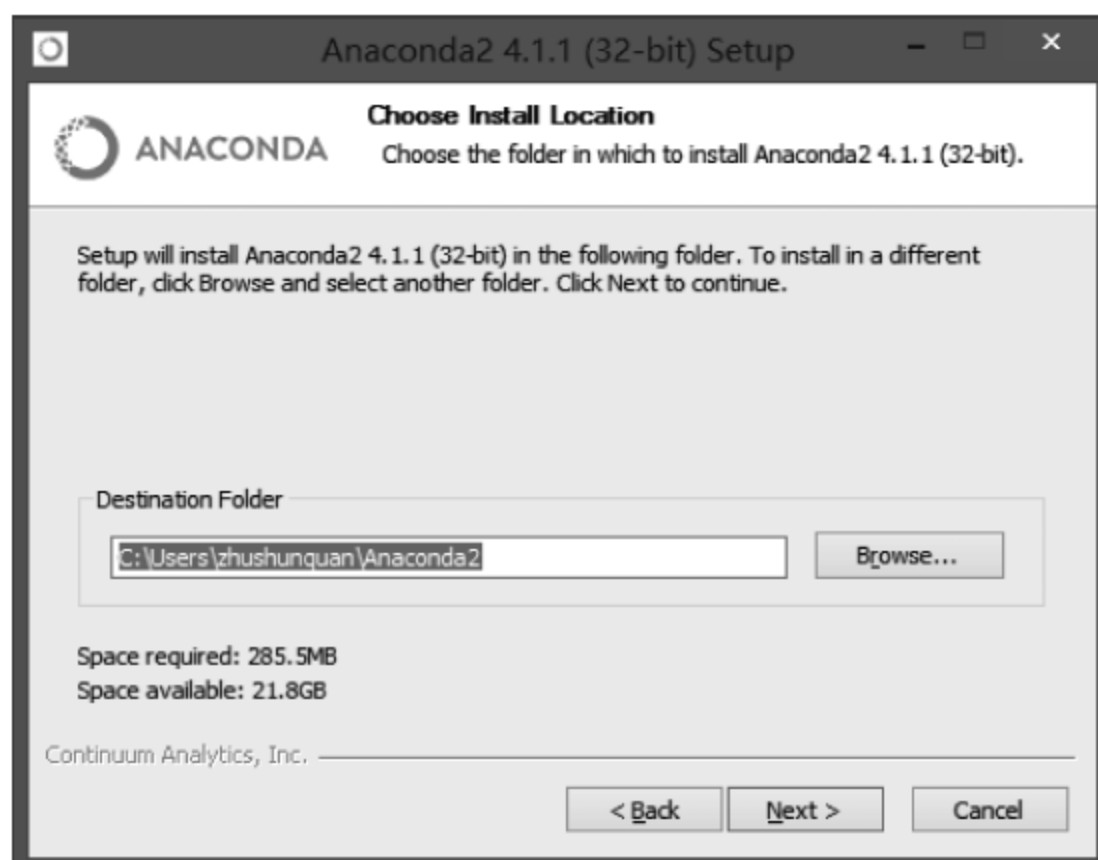 Anaconda2 4.1.1 (32-bit) Setup
ANACONDA
Choose Install Location
Choose the folder in which to install Anaconda2 4.1.1 (32-bit).
Setup will install Anaconda2 4.1.1 (32-bit) in the following folder. To install in a different
folder, click Browse and select another folder. Click Next to continue.
Destination Folder
C:\Users\zhushunquan\Anaconda2
Browse...
Space required: 285.5MB
Space available: 21.8GB
Continuum Analytics, Inc.
< Back
Next >
Cancel